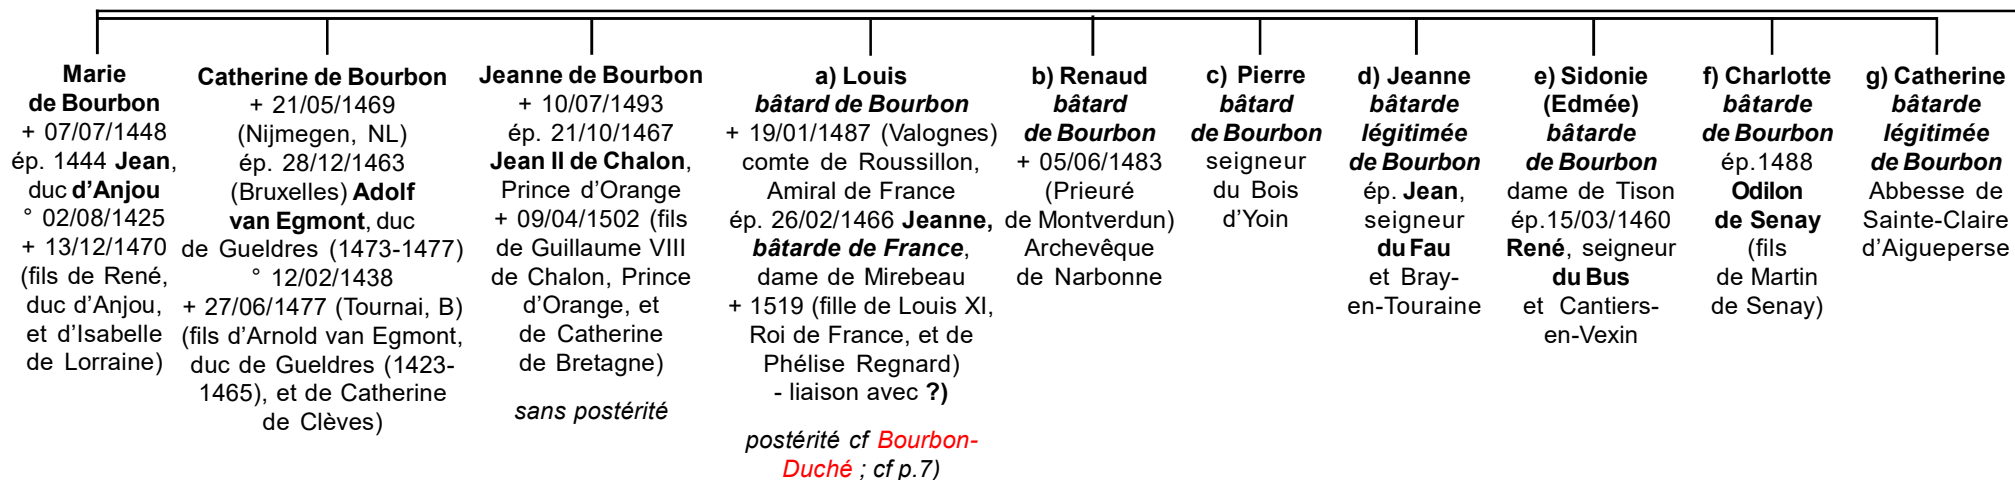 Marie
de Bourbon
+ 07/07/1448
ép. 1444 Jean,
duc d'Anjou
° 02/08/1425
+ 13/12/1470
(fils de René,
duc d'Anjou,
et d'Isabelle
de Lorraine)
Catherine de Bourbon
+ 21/05/1469
(Nijmegen, NL)
ép. 28/12/1463
(Bruxelles) Adolf
van Egmont, duc
de Gueldres (1473-1477)
° 12/02/1438
+ 27/06/1477 (Tournai, B)
(fils d'Arnold van Egmont,
duc de Gueldres (1423-
1465), et de Catherine
de Clèves)
Jeanne de Bourbon
+ 10/07/1493
ép. 21/10/1467
Jean II de Chalon,
Prince d'Orange
+ 09/04/1502 (fils
de Guillaume VIII
de Chalon, Prince
d'Orange, et
de Catherine
de Bretagne)
sans postérité
a) Louis
bâtard de Bourbon
+ 19/01/1487 (Valognes)
comte de Roussillon,
Amiral de France
ép. 26/02/1466 Jeanne,
bâtarde de France,
dame de Mirebeau
+ 1519 (fille de Louis XI,
Roi de France, et de
Phélise Regnard)
- liaison avec ?)
postérité cf Bourbon-
Duché ; cf p.7)
b) Renaud
bâtard
de Bourbon
+ 05/06/1483
(Prieuré
de Montverdun)
Archevêque
de Narbonne
c) Pierre
bâtard
de Bourbon
seigneur
du Bois
d'Yoin
d) Jeanne
bâtarde
légitimée
de Bourbon
ép. Jean,
seigneur
du Fau
et Bray-
en-Touraine
e) Sidonie
(Edmée)
bâtarde
de Bourbon
dame de Tison
ép.15/03/1460
René, seigneur
du Bus
et Cantiers-
en-Vexin
f) Charlotte
bâtarde
de Bourbon
ép.1488
Odilon
de Senay
(fils
de Martin
de Senay)
g) Catherine
bâtarde
légitimée
de Bourbon
Abbesse de
Sainte-Claire
d'Aigueperse